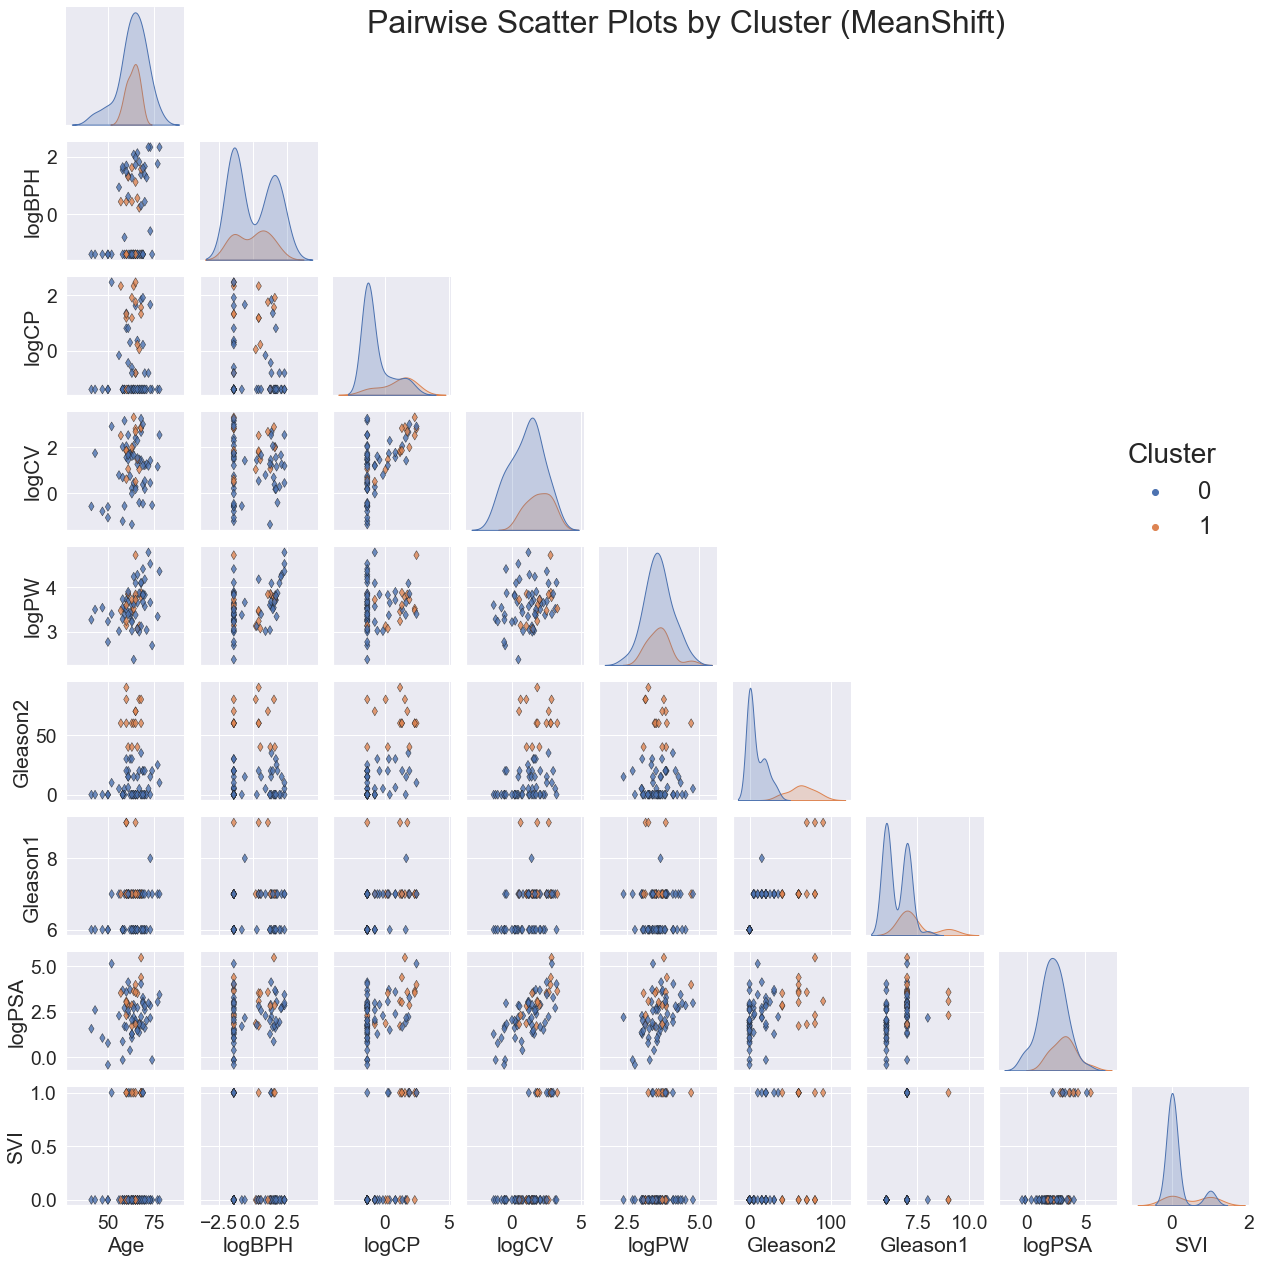 Pairwise Scatter Plots by Cluster (MeanShift)
logBPH
2
0
logCP
2
0
logCV
2
0
Cluster
0
1
logPW
4
3
Gleason2
50
0
Gleason1
8
6
logPSA
5.0
2.5
0.0
SVI
1.0
0.5
0.0
50 75 −2.5 0.0 2.5 0 5 0 5 2.5 5.0 0 100 7.5 10.0 0 5 0 2
Age logBPH logCP logCV logPW Gleason2 Gleason1 logPSA SVI